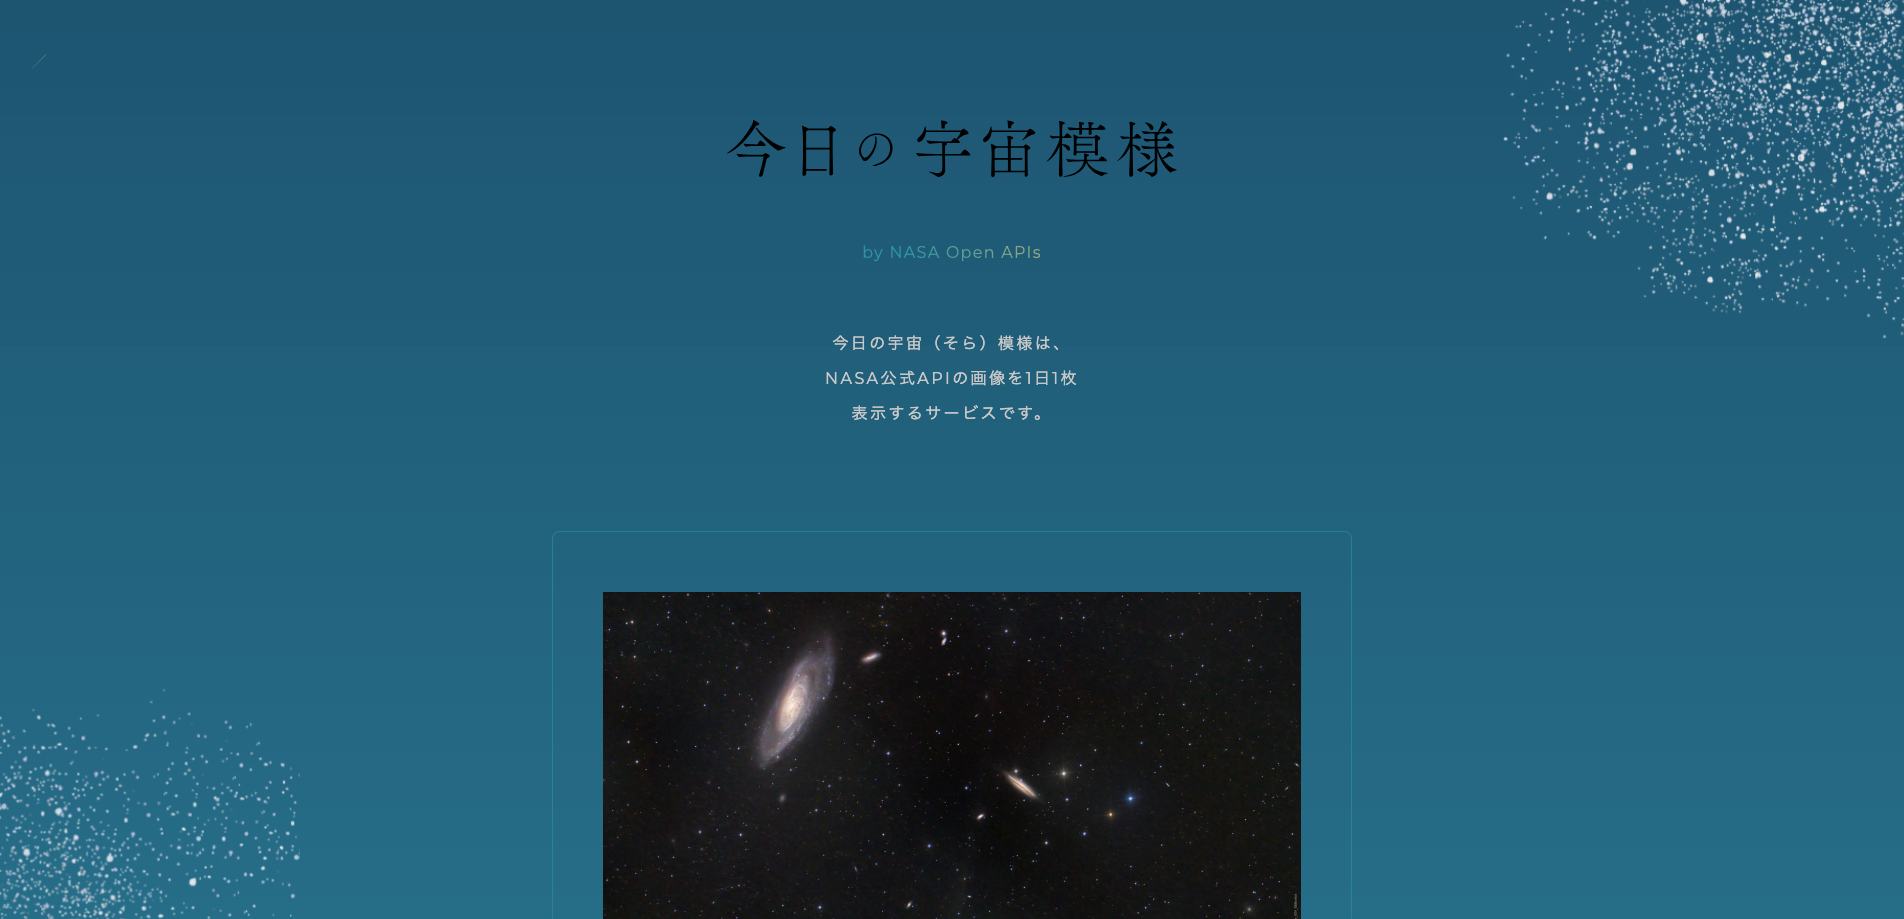 今日の宇宙模様
by NASA Open APIs
今日の宇宙（そら）模様は、
NASA公式APIの画像を1日1枚
表示するサービスです。